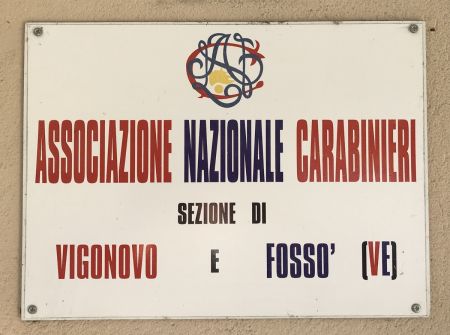 ASSOCIAZIONE NAZIONALE CARABINIERI
SEZIONE DI
VIGONOVO E FOSSO' (VE)